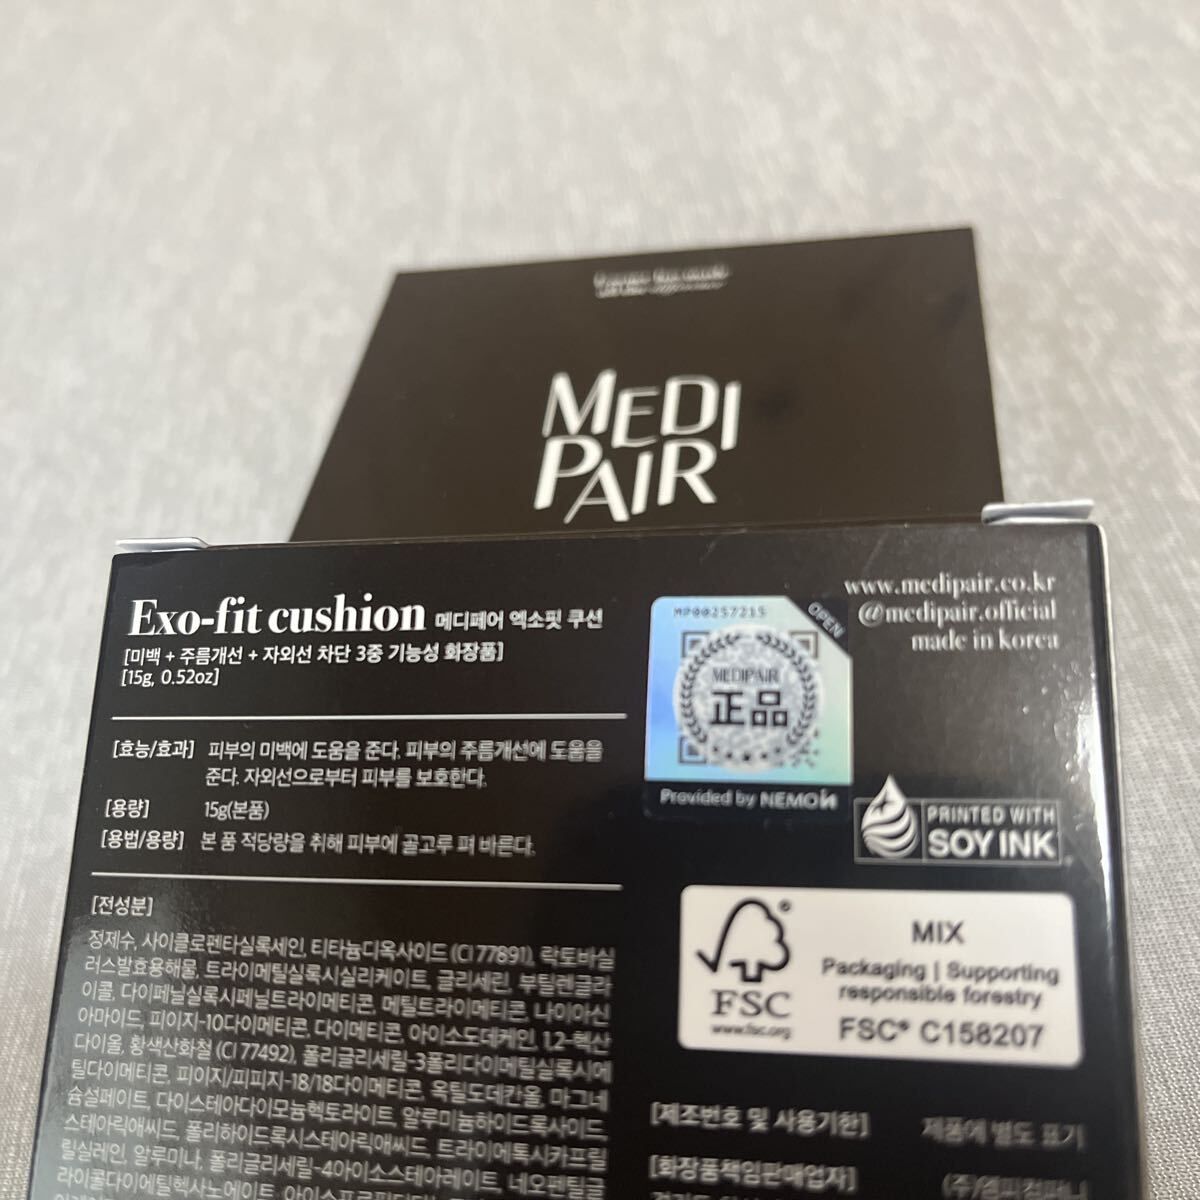 MEDI
PAIR
Exo-fit cushion 메디페어 엑소핏 쿠션
[미백 + 주름개선 + 자외선 차단 3중 기능성 화장품]
[15g, 0.52oz]
[효능/효과] 피부의 미백에 도움을 준다. 피부의 주름개선에 도움을
준다. 자외선으로부터 피부를 보호한다.
[용량] 15g(본품)
[용법/용량] 본 품 적당량을 취해 피부에 골고루 펴 바른다.
[전성분]
정제수, 사이클로펜타실록세인, 티타늄디옥사이드 (CI 77891), 락토바실
러스발효용해물, 트라이메틸실록시실리케이트, 글리세린, 부틸렌글라
이콜, 다이페닐실록시페닐트라이메티콘, 메틸트라이메티콘, 나이아신
아마이드, 피이지-10다이메티콘, 다이메티콘, 아이소도데케인, 1,2-헥산
다이올, 황색산화철 (CI 77492), 폴리글리세릴-3폴리다이메틸실록시에
틸다이메티콘, 피이지/피피지-18/18다이메티콘, 옥틸도데칸올, 마그네
슘설페이트, 다이스테아다이모늄헥토라이트, 알루미늄하이드록사이드,
스테아릭애씨드, 폴리하이드록시스테아릭애씨드, 트라이에톡시카프릴
릴실레인, 알루미나, 폴리글리세릴-4아이소스테아레이트, 네오펜틸글
라이콜다이에틸헥사노에이트,
MP00257215
OPEN
MEDIPAIR
正品
Provided by NEMOИ
www.medipair.co.kr
@medipair.official
made in korea
PRINTED WITH
SOY INK
FSC
www.fsc.org
MIX
Packaging | Supporting
responsible forestry
FSC® C158207
[제조번호 및 사용기한] 제품에 별도 표기
[화장품책임판매업자]